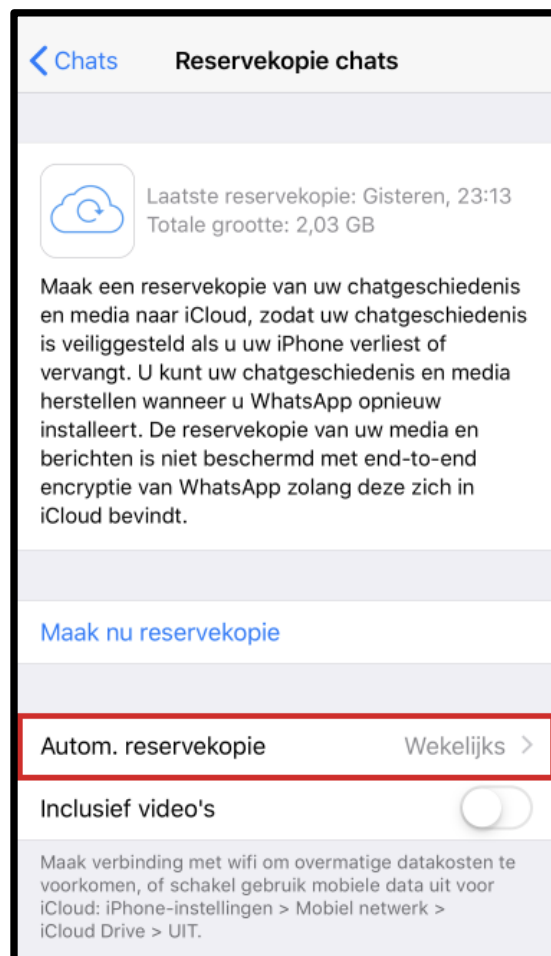 Chats
Reservekopie chats
Laatste reservekopie: Gisteren, 23:13
Totale grootte: 2,03 GB
Maak een reservekopie van uw chatgeschiedenis
en media naar iCloud, zodat uw chatgeschiedenis
is veiliggesteld als u uw iPhone verliest of
vervangt. U kunt uw chatgeschiedenis en media
herstellen wanneer u WhatsApp opnieuw
installeert. De reservekopie van uw media en
berichten is niet beschermd met end-to-end
encryptie van WhatsApp zolang deze zich in
iCloud bevindt.
Maak nu reservekopie
Autom. reservekopie Wekelijks
Inclusief video's
Maak verbinding met wifi om overmatige datakosten te
voorkomen, of schakel gebruik mobiele data uit voor
iCloud: iPhone-instellingen > Mobiel netwerk >
iCloud Drive > UIT.